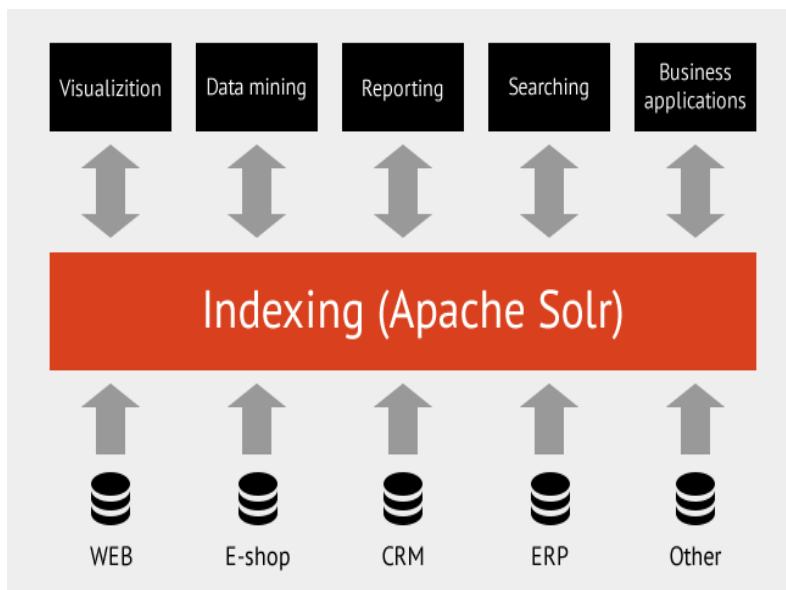 Visualizition
Data mining
Reporting
Searching
Business
applications
Indexing (Apache Solr)
WEB
E-shop
CRM
ERP
Other